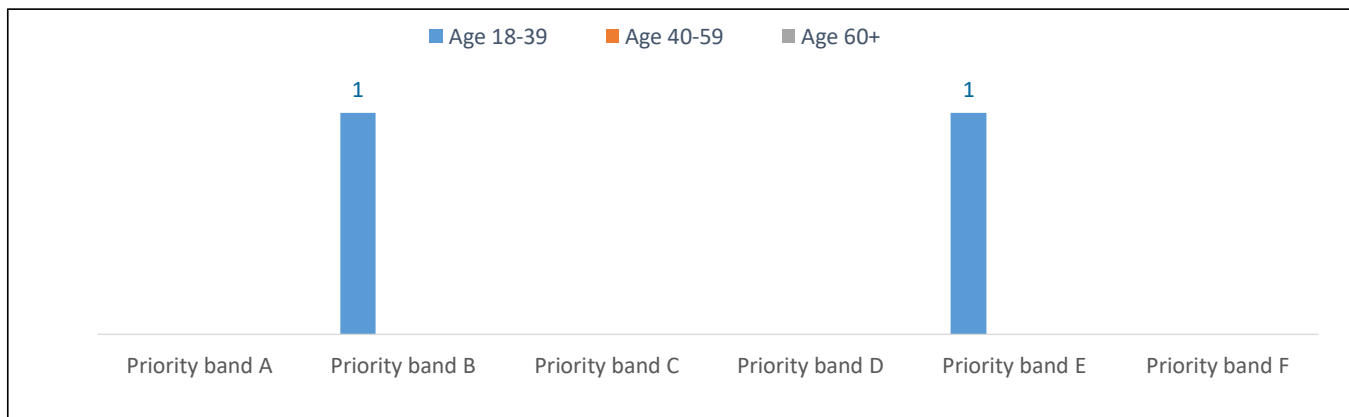 Age 18-39 Age 40-59 Age 60+
1 1
Priority band A Priority band B Priority band C Priority band D Priority band E Priority band F